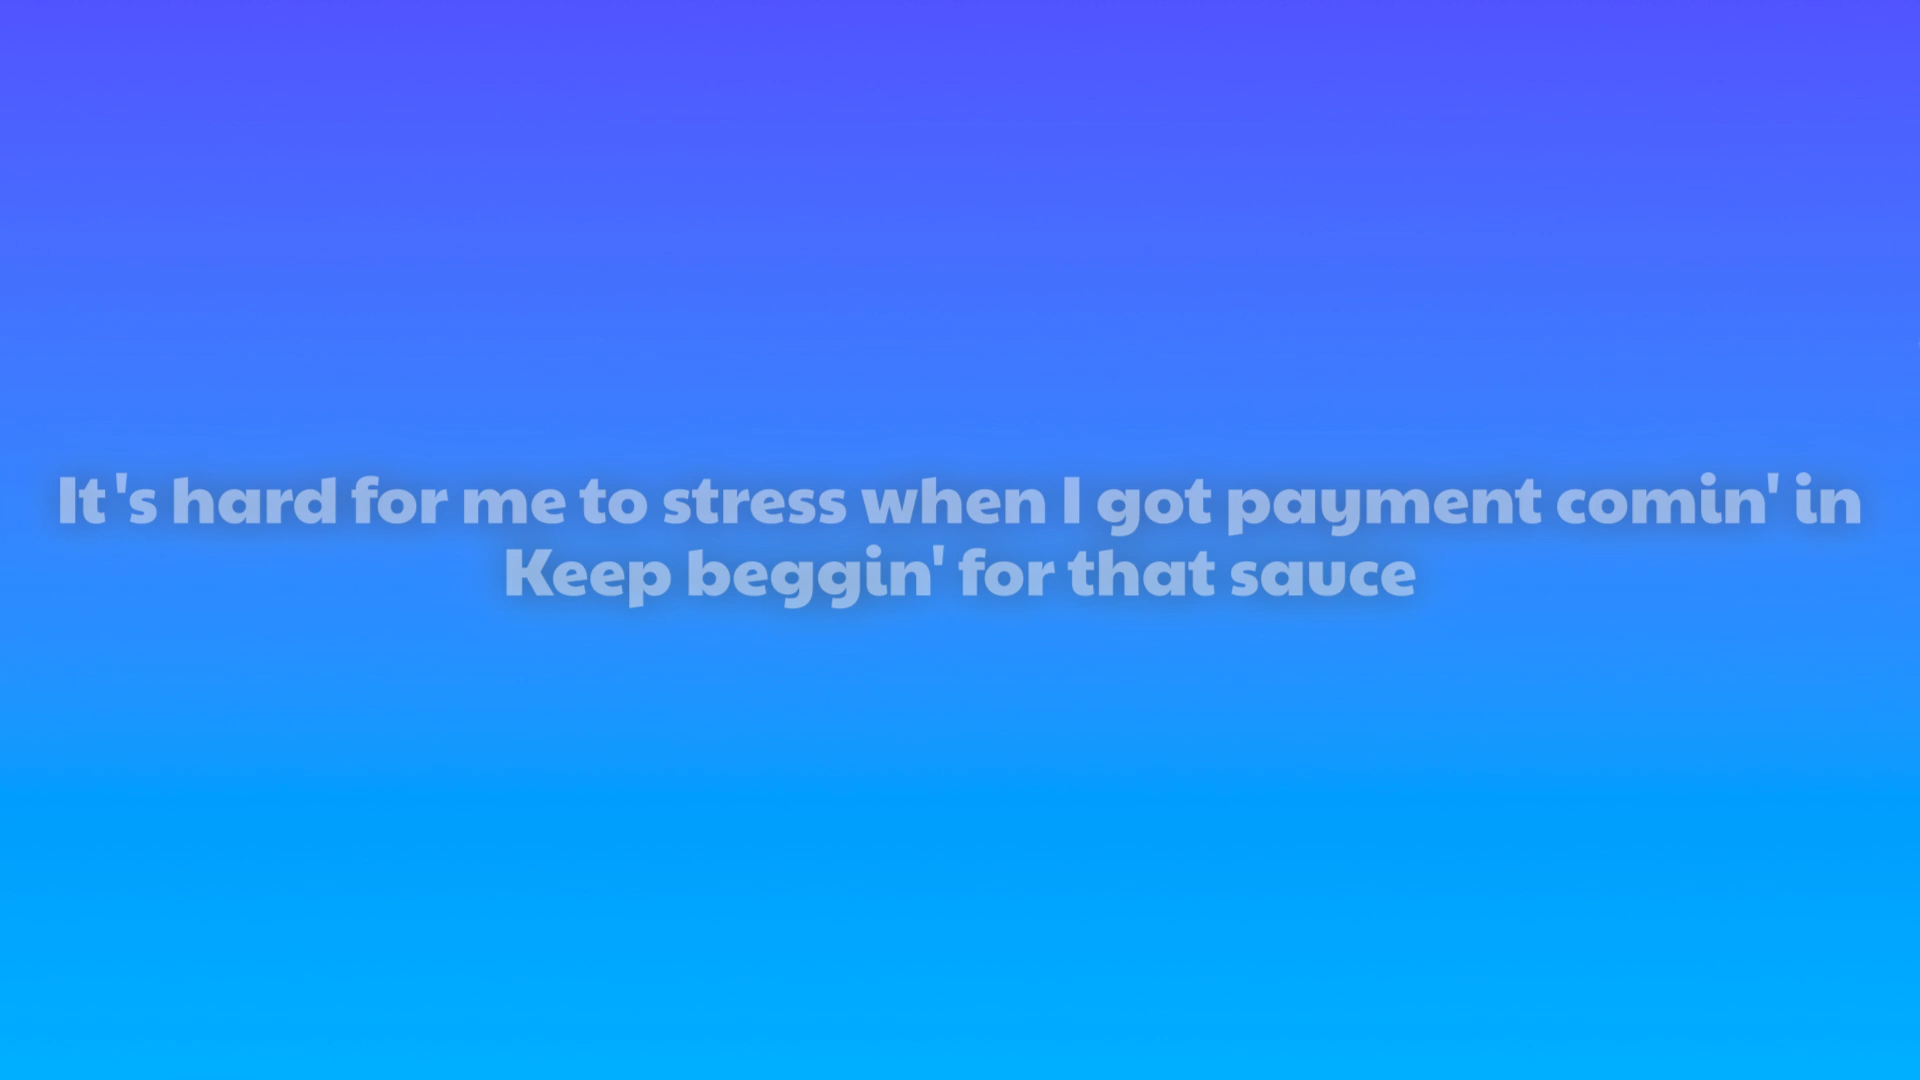 It's hard for me to stress when I got payment comin' in
Keep beggin' for that sauce